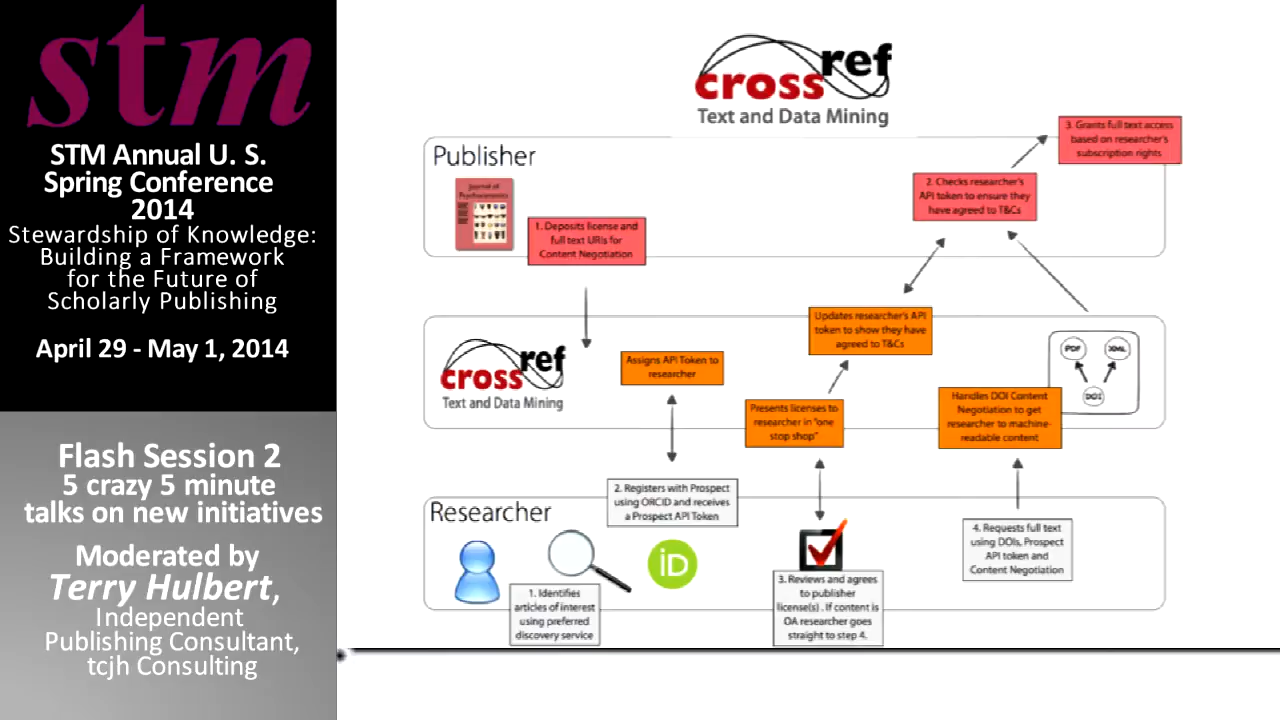 stm
STM Annual U. S.
Spring Conference
2014
Stewardship of Knowledge:
Building a Framework
for the Future of
Scholarly Publishing
April 29 - May 1, 2014
Flash Session 2
5 crazy 5 minute
talks on new initiatives
Moderated by
Terry Hulbert,
Independent
Publishing Consultant,
tcjh Consulting
crossref
Text and Data Mining
Publisher
Journal of
Psychoceramics
1. Deposits license and
full text URIs for
Content Negotiation
2. Checks researcher's
API token to ensure they
have agreed to T&Cs
3. Grants full text access
based on researcher's
subscription rights
crossref
Text and Data Mining
Assigns API Token to
researcher
Updates researcher's API
token to show they have
agreed to T&Cs
Presents licenses to
researcher in "one
stop shop"
Handles DOI Content
Negotiation to get
researcher to machine-
readable content
PDF
XML
DOI
Researcher
1. Identifies
articles of interest
using preferred
discovery service
2. Registers with Prospect
using ORCID and receives
a Prospect API Token
iD
3. Reviews and agrees
to publisher
license(s) . If content is
OA researcher goes
straight to step 4.
4. Requests full text
using DOIs, Prospect
API token and
Content Negotiation